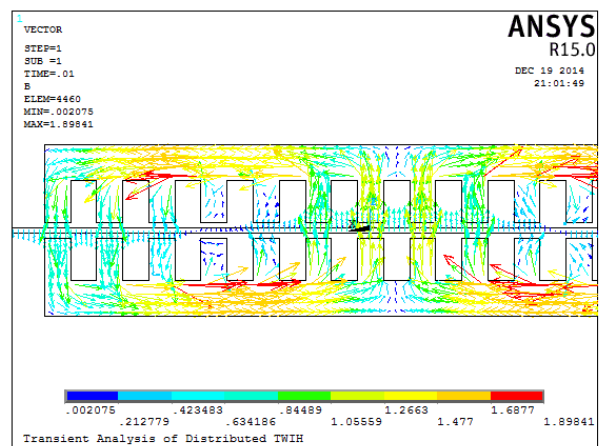 1
VECTOR
STEP=1
SUB =1
TIME=.01
B
ELEM=4460
MIN=.002075
MAX=1.89841
ANSYS
R15.0
DEC 19 2014
21:01:49
.002075 .423483 .84489 1.2663 1.6877
.212779 .634186 1.05559 1.477 1.89841
Transient Analysis of Distributed TWIH